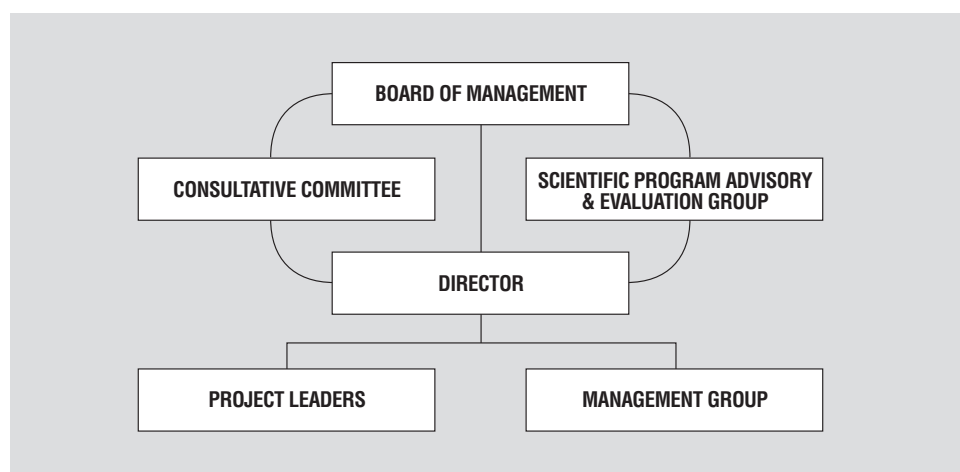 BOARD OF MANAGEMENT
CONSULTATIVE COMMITTEE
SCIENTIFIC PROGRAM ADVISORY
& EVALUATION GROUP
DIRECTOR
PROJECT LEADERS
MANAGEMENT GROUP